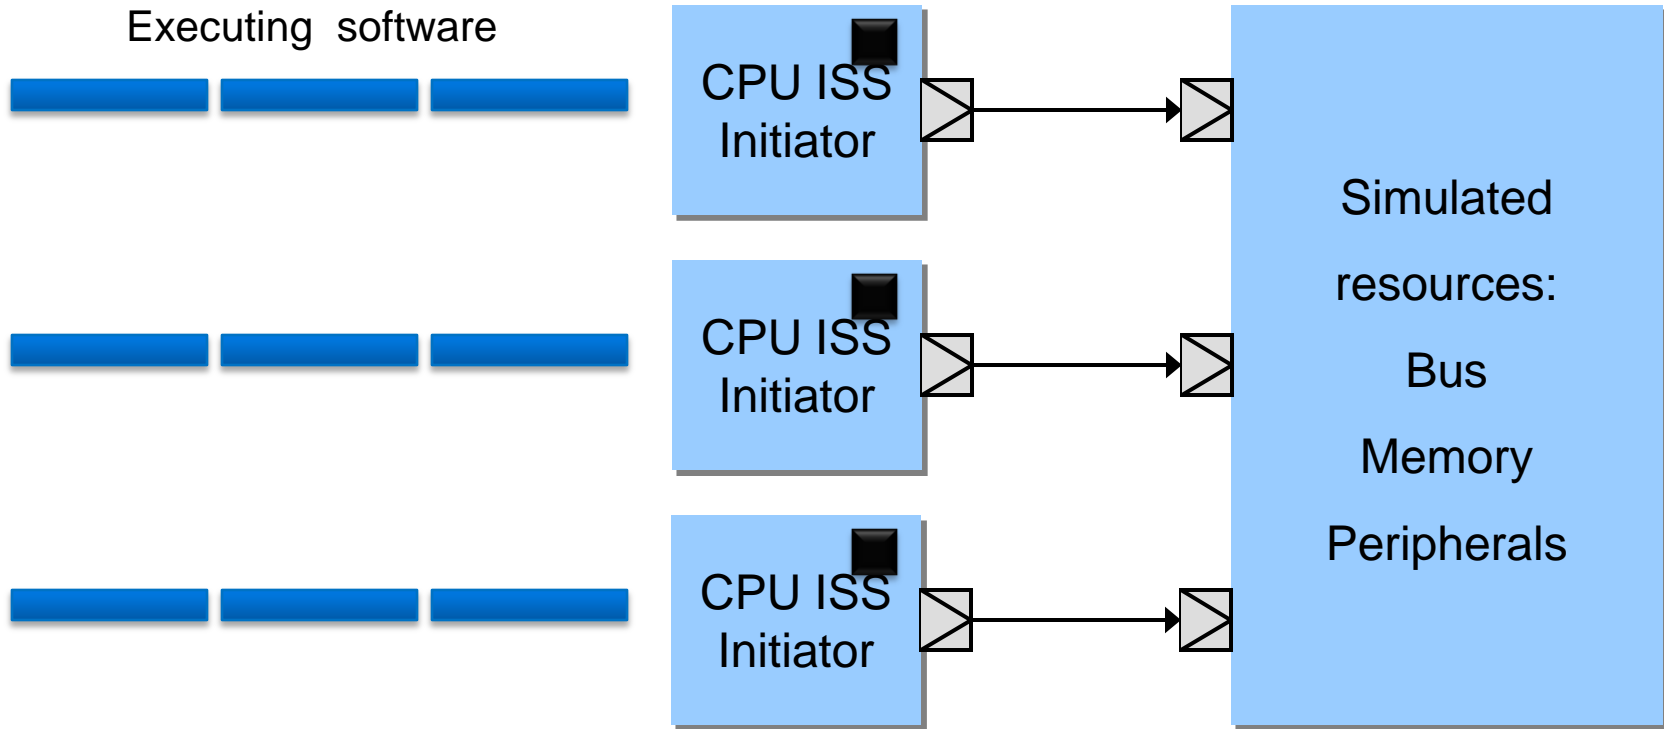 Executing software
CPU ISS
Initiator
CPU ISS
Initiator
CPU ISS
Initiator
Simulated
resources:
Bus
Memory
Peripherals